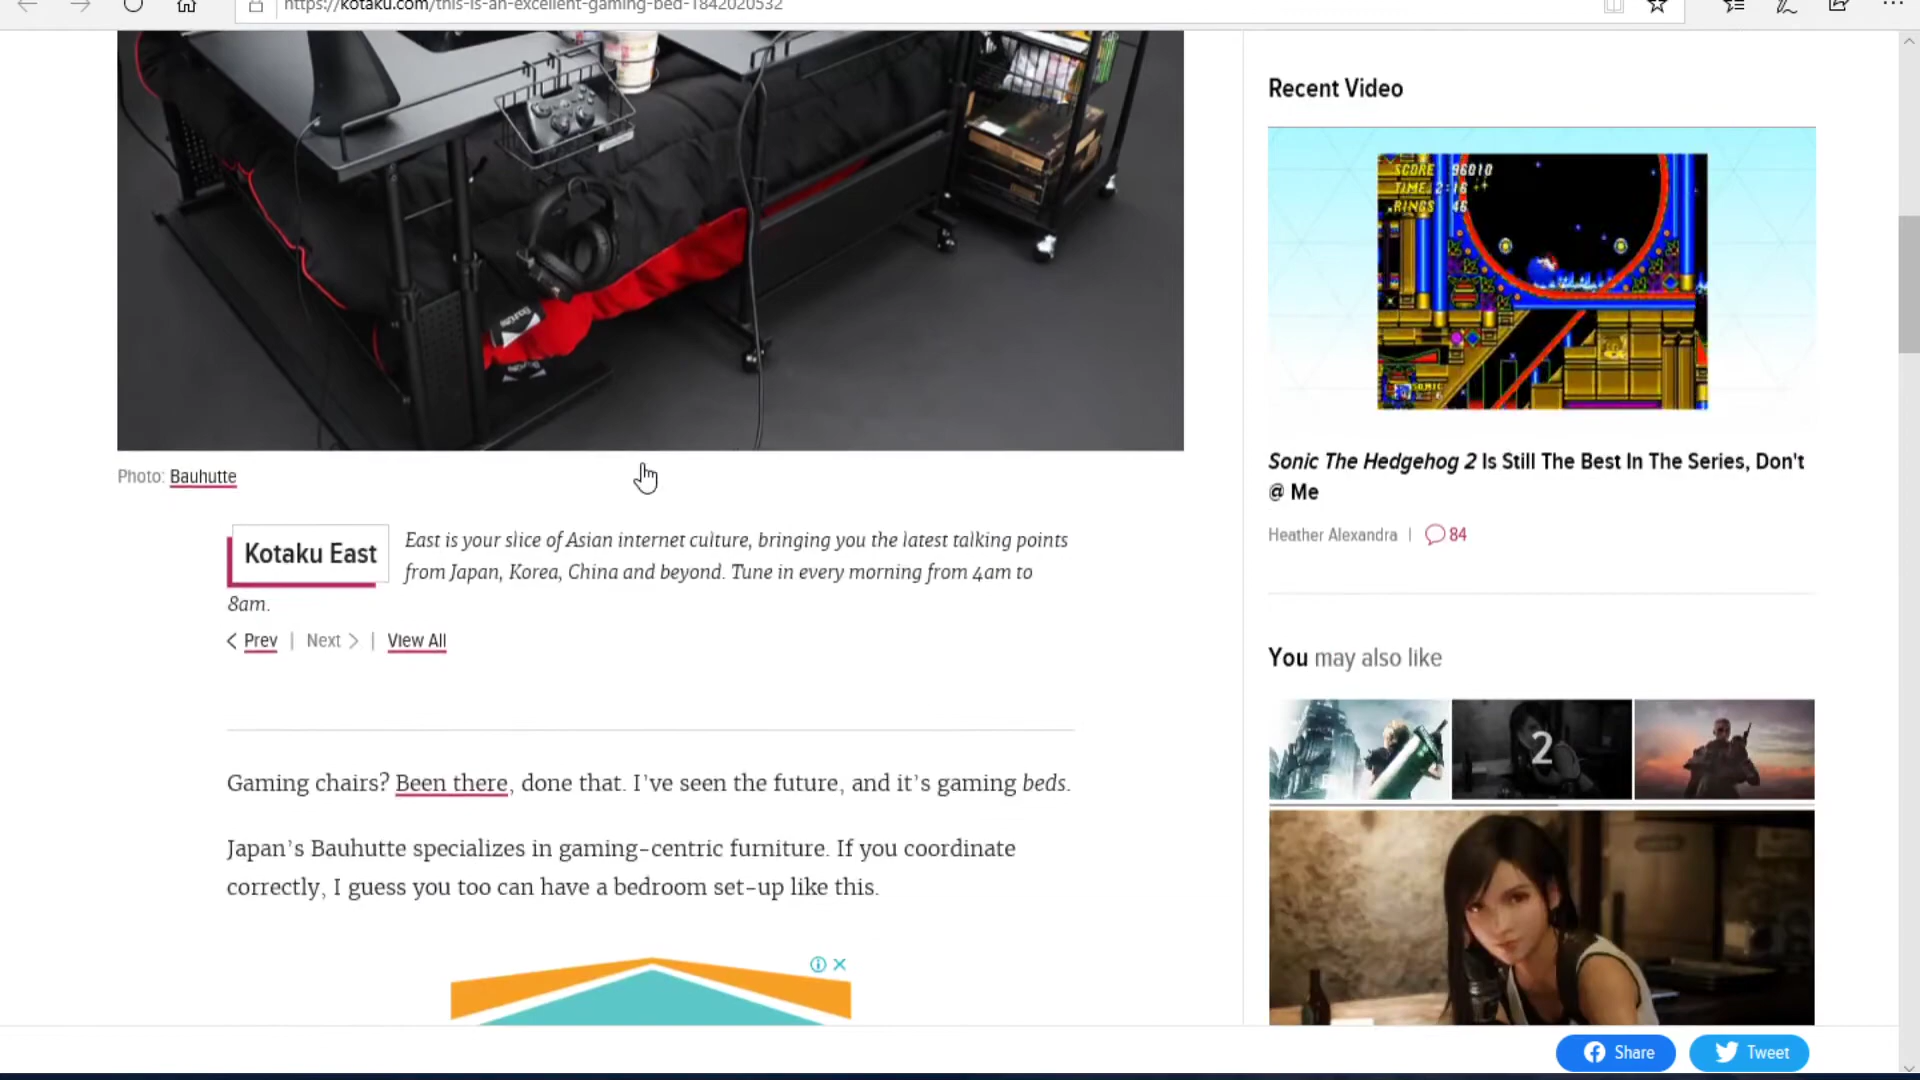 https://kotaku.com/this-is-an-excellent-gaming-bed-1842020532
Photo: Bauhutte
Kotaku East
East is your slice of Asian internet culture, bringing you the latest talking points
from Japan, Korea, China and beyond. Tune in every morning from 4am to
8am.
Prev | Next | View All
Gaming chairs? Been there, done that. I've seen the future, and it's gaming beds.
Japan's Bauhutte specializes in gaming-centric furniture. If you coordinate
correctly, I guess you too can have a bedroom set-up like this.
Recent Video
SCORE 96010
TIME 2:16
RINGS 46
SONIC
Sonic The Hedgehog 2 Is Still The Best In The Series, Don't
@ Me
Heather Alexandra | 84
You may also like
2
Share
Tweet